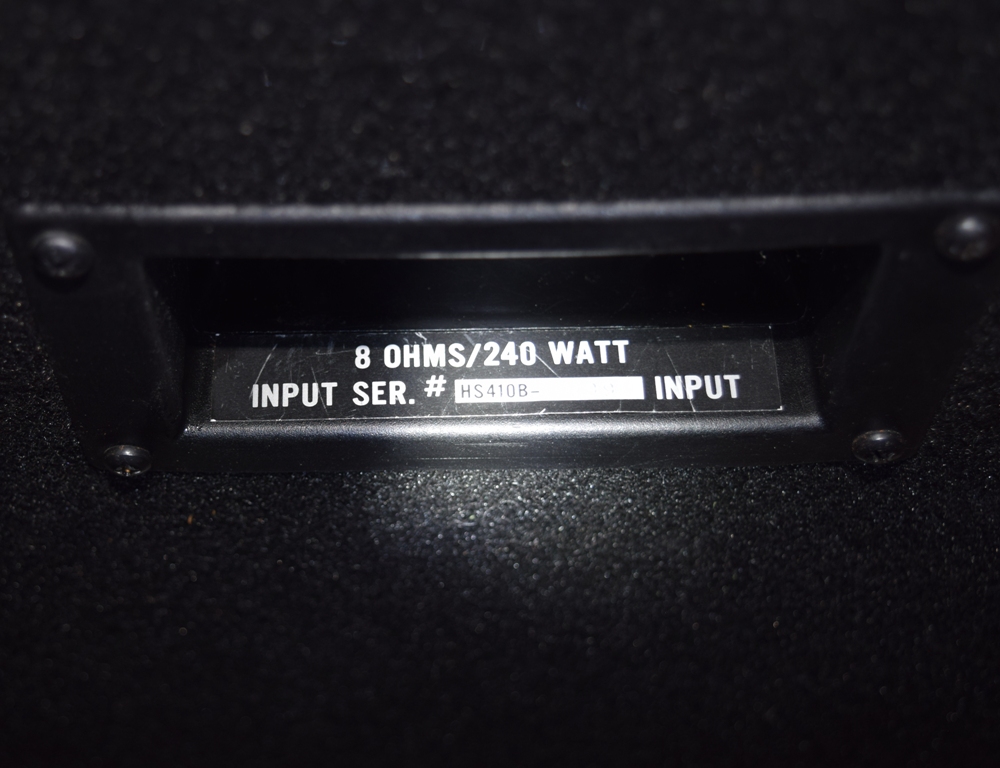 8 OHMS/240 WATT
INPUT SER. # HS410B- INPUT